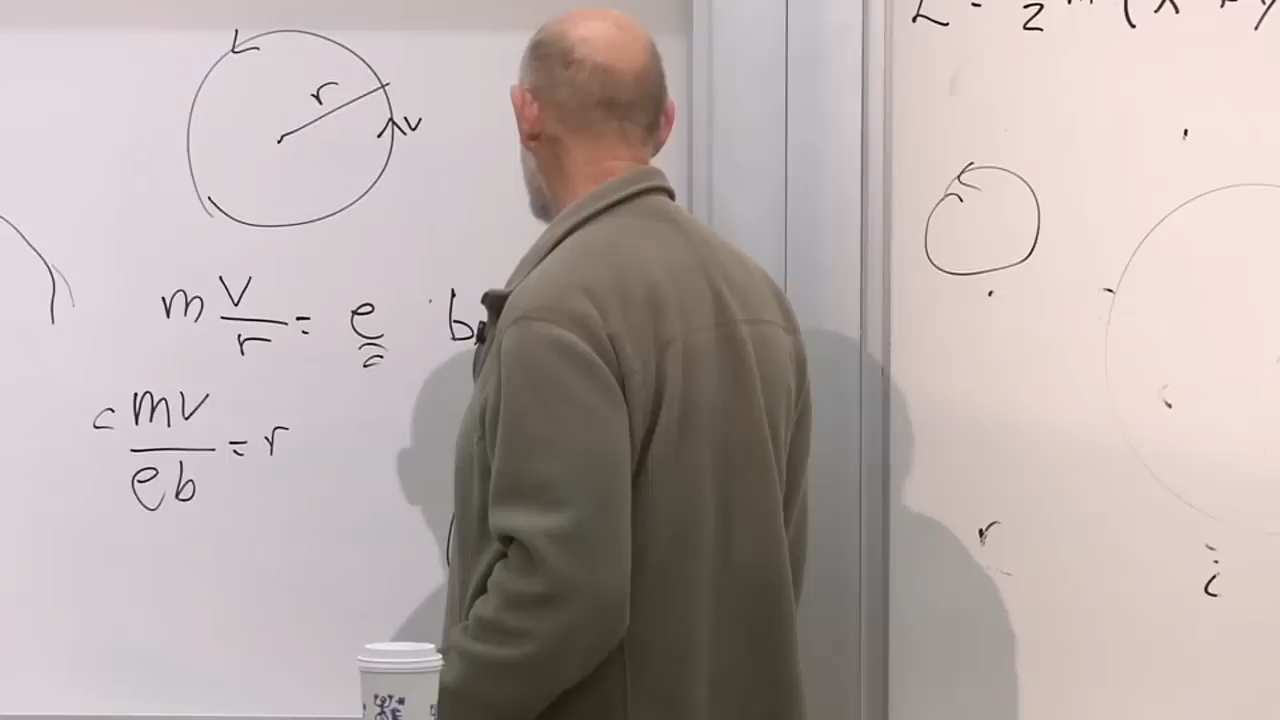 r
v
m v/r = e b
c mv/eb = r
r
i